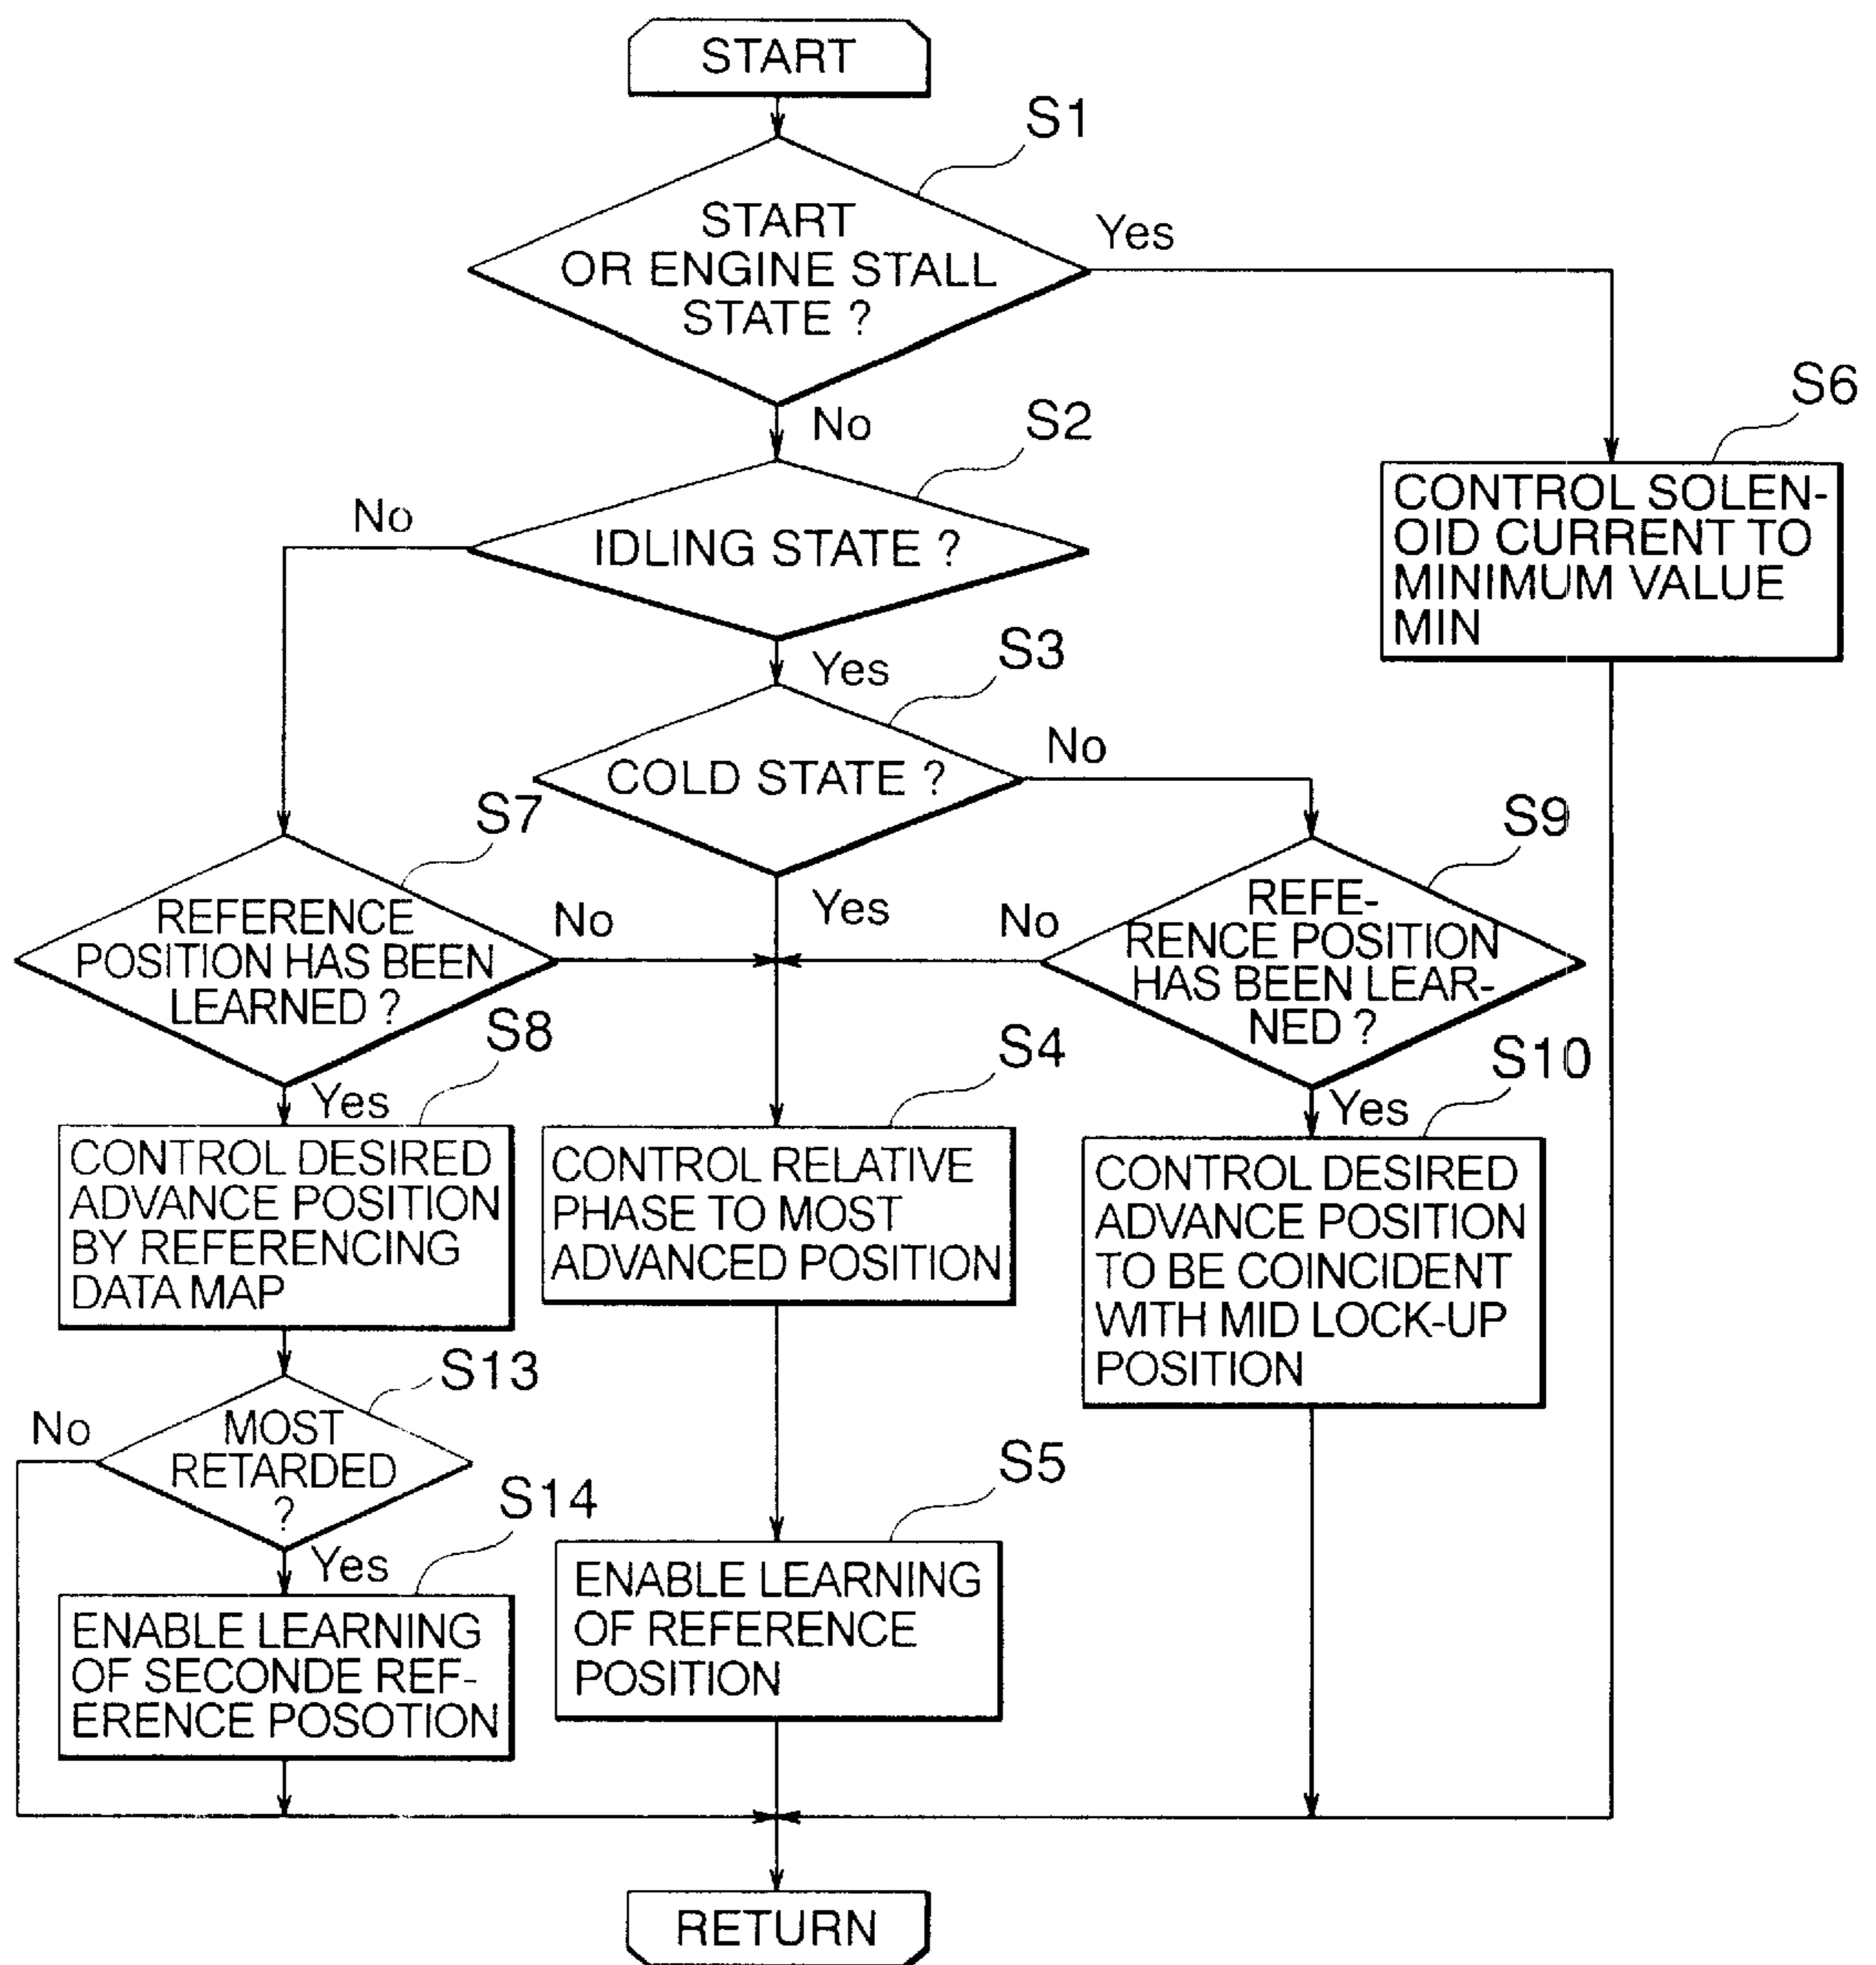 START
S1
START
OR ENGINE STALL
STATE ?
Yes
No
S2
S6
IDLING STATE ?
No
CONTROL SOLEN-
OID CURRENT TO
MINIMUM VALUE
MIN
Yes
S3
COLD STATE ?
No
S7
S9
REFERENCE
POSITION HAS BEEN
LEARNED ?
No
Yes
No
REFE-
RENCE POSITION
HAS BEEN LEAR-
NED ?
S8
S4
S10
Yes
Yes
CONTROL DESIRED
ADVANCE POSITION
BY REFERENCING
DATA MAP
CONTROL RELATIVE
PHASE TO MOST
ADVANCED POSITION
CONTROL DESIRED
ADVANCE POSITION
TO BE COINCIDENT
WITH MID LOCK-UP
POSITION
S13
No
MOST
RETARDED
?
S14
S5
Yes
ENABLE LEARNING
OF SECONDE REF-
ERENCE POSOTION
ENABLE LEARNING
OF REFERENCE
POSITION
RETURN